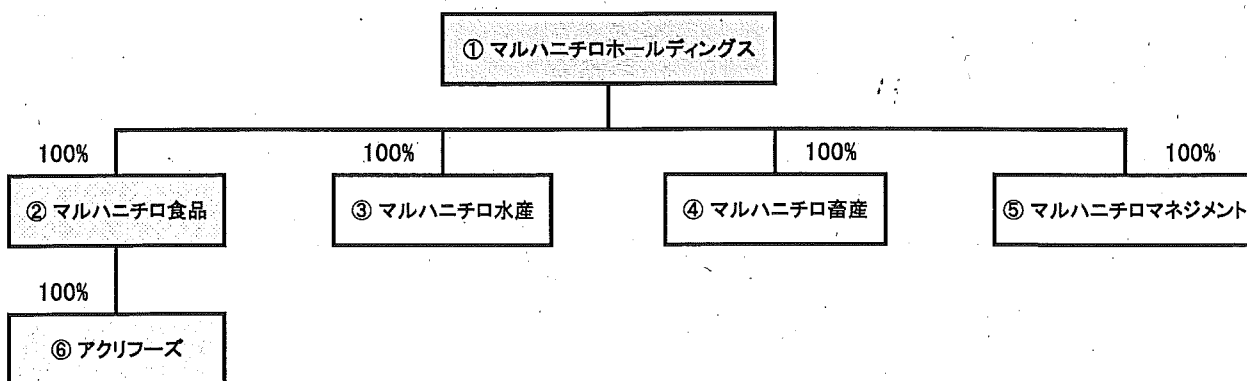 ① マルハニチロホールディングス
100%
100%
100%
100%
② マルハニチロ食品
③ マルハニチロ水産
④ マルハニチロ畜産
⑤ マルハニチロマネジメント
100%
⑥ アクリフーズ